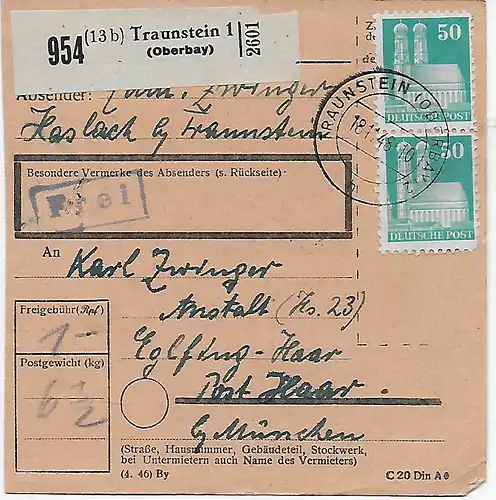 954 (13b) Traunstein 1
(Oberbay)
2601
Absender: Zwinger
Haslach b/ Traunstein
50
DEUTSCHE POST
50
DEUTSCHE POST
TRAUNSTEIN (OBERBAY)
Besondere Vermerke des Absenders (s. Rückseite)
Frei
An Karl Zwinger
Anstalt (Hs. 23)
Eglfing-Haar
Post Haar
b/ München
Freigebühr (Rpf)
1-
Postgewicht (kg)
6 1/2
(Straße, Hausnummer, Gebäudeteil, Stockwerk,
bei Untermietern auch Name des Vermieters)
(4. 46) By
C 20 Din A 6